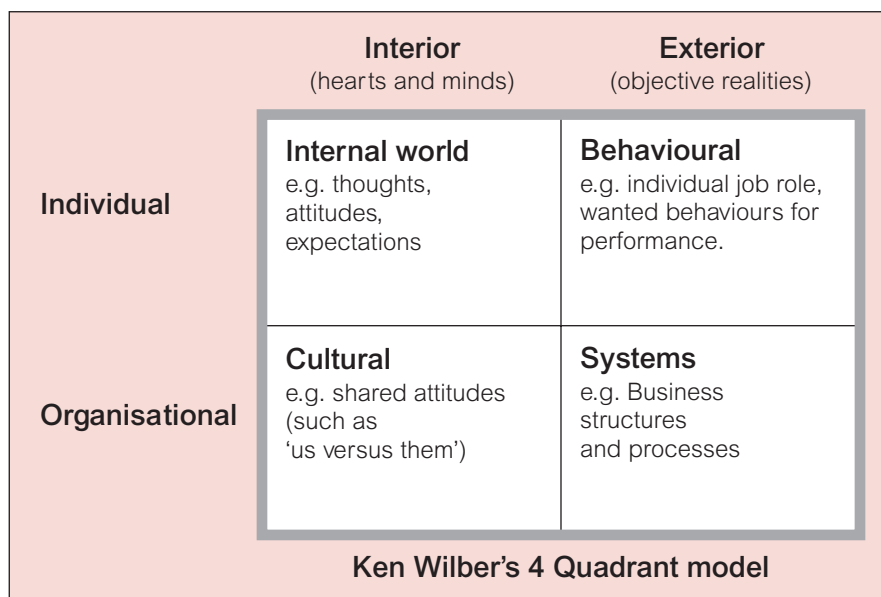 Interior
(hearts and minds)
Exterior
(objective realities)
Individual
Internal world
e.g. thoughts,
attitudes,
expectations
Behavioural
e.g. individual job role,
wanted behaviours for
performance.
Organisational
Cultural
e.g. shared attitudes
(such as
‘us versus them’)
Systems
e.g. Business
structures
and processes
Ken Wilber’s 4 Quadrant model